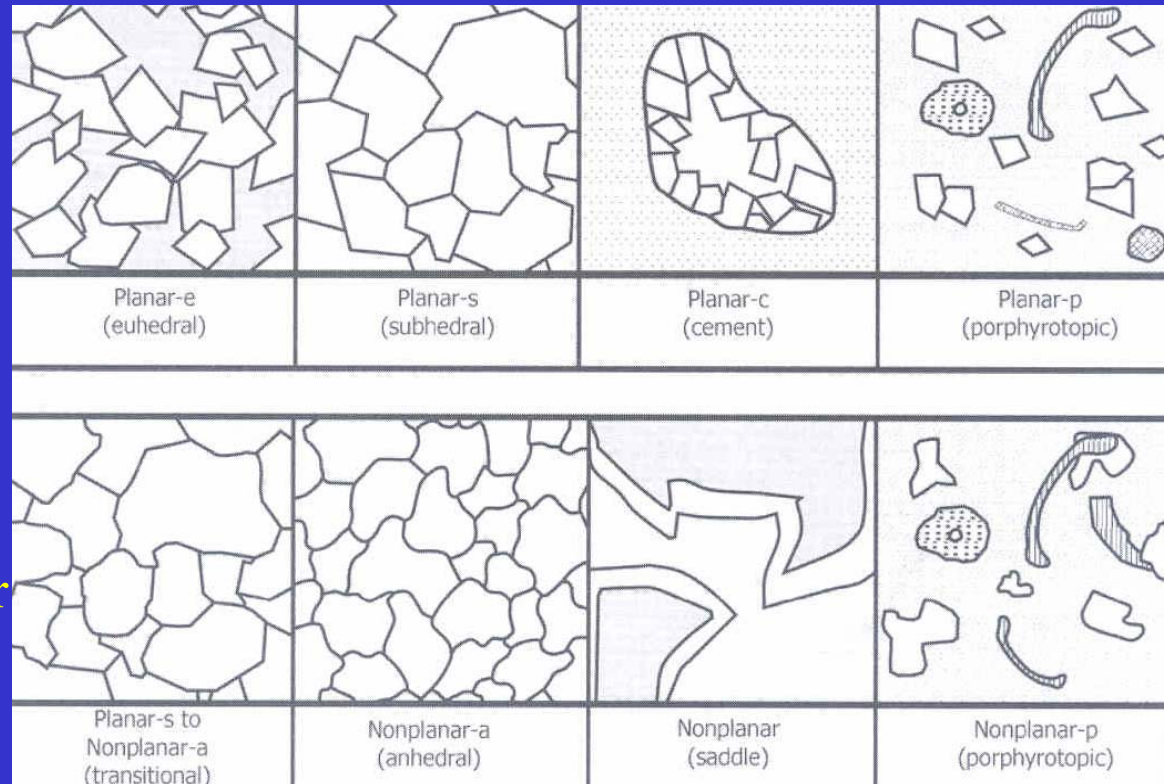 Planar-e
(euhedral)
Planar-s
(subhedral)
Planar-c
(cement)
Planar-p
(porphyrotopic)
r
Planar-s to
Nonplanar-a
(transitional)
Nonplanar-a
(anhedral)
Nonplanar
(saddle)
Nonplanar-p
(porphyrotopic)